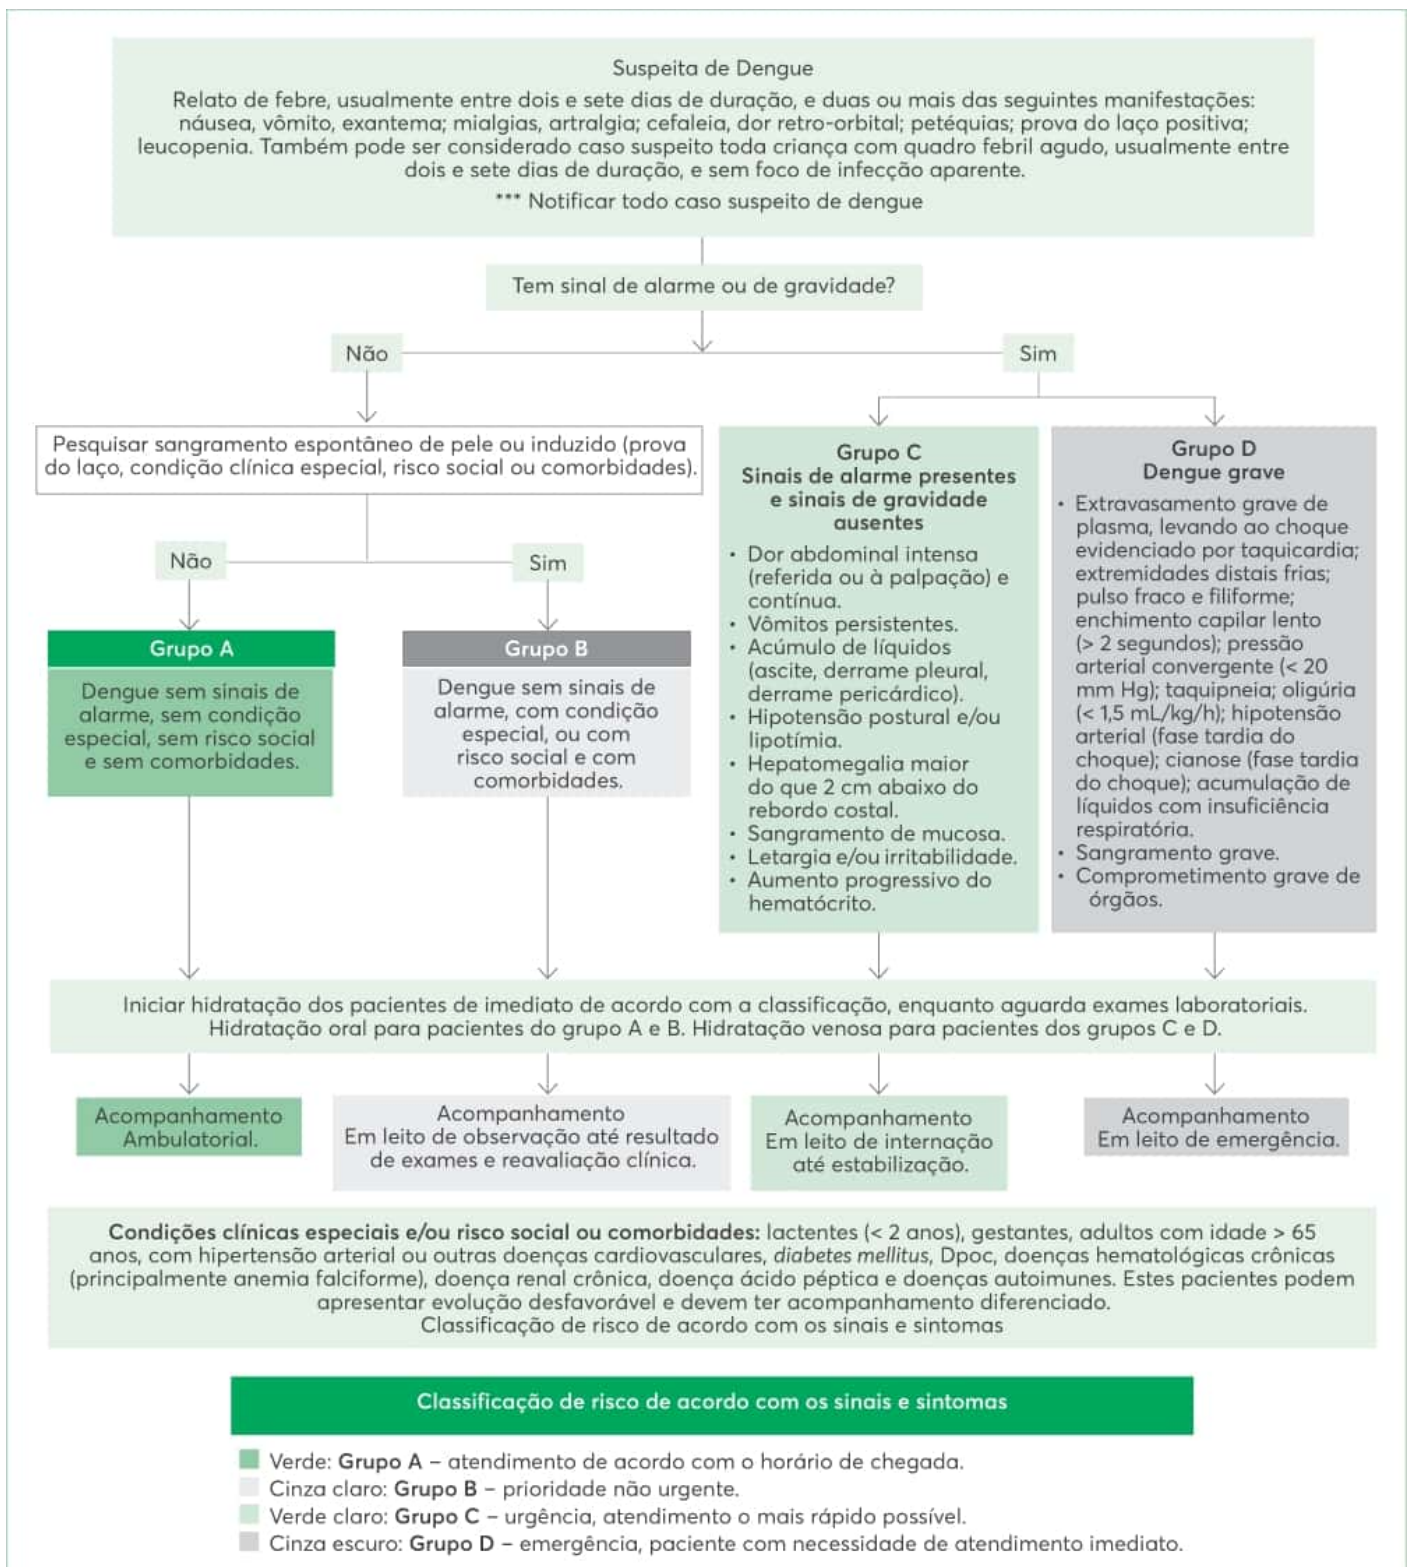 Suspeita de Dengue
Relato de febre, usualmente entre dois e sete dias de duração, e duas ou mais das seguintes manifestações:
náusea, vômito, exantema; mialgias, artralgia; cefaleia, dor retro-orbital; petéquias; prova do laço positiva;
leucopenia. Também pode ser considerado caso suspeito toda criança com quadro febril agudo, usualmente entre
dois e sete dias de duração, e sem foco de infecção aparente.
*** Notificar todo caso suspeito de dengue
Tem sinal de alarme ou de gravidade?
Não
Sim
Pesquisar sangramento espontâneo de pele ou induzido (prova
do laço, condição clínica especial, risco social ou comorbidades).
Não
Sim
Grupo A
Dengue sem sinais de
alarme, sem condição
especial, sem risco social
e sem comorbidades.
Grupo B
Dengue sem sinais de
alarme, com condição
especial, ou com
risco social e com
comorbidades.
Grupo C
Sinais de alarme presentes
e sinais de gravidade
ausentes
• Dor abdominal intensa
(referida ou à palpação) e
contínua.
• Vômitos persistentes.
• Acúmulo de líquidos
(ascite, derrame pleural,
derrame pericárdico).
• Hipotensão postural e/ou
lipotímia.
• Hepatomegalia maior
do que 2 cm abaixo do
rebordo costal.
• Sangramento de mucosa.
• Letargia e/ou irritabilidade.
• Aumento progressivo do
hematócrito.
Grupo D
Dengue grave
• Extravasamento grave de
plasma, levando ao choque
evidenciado por taquicardia;
extremidades distais frias;
pulso fraco e filiforme;
enchimento capilar lento
(> 2 segundos); pressão
arterial convergente (< 20
mm Hg); taquipneia; oligúria
(< 1,5 mL/kg/h); hipotensão
arterial (fase tardia do
choque); cianose (fase tardia
do choque); acumulação de
líquidos com insuficiência
respiratória.
• Sangramento grave.
• Comprometimento grave de
órgãos.
Iniciar hidratação dos pacientes de imediato de acordo com a classificação, enquanto aguarda exames laboratoriais.
Hidratação oral para pacientes do grupo A e B. Hidratação venosa para pacientes dos grupos C e D.
Acompanhamento
Ambulatorial.
Acompanhamento
Em leito de observação até resultado
de exames e reavaliação clínica.
Acompanhamento
Em leito de internação
até estabilização.
Acompanhamento
Em leito de emergência.
Condições clínicas especiais e/ou risco social ou comorbidades: lactentes (< 2 anos), gestantes, adultos com idade > 65
anos, com hipertensão arterial ou outras doenças cardiovasculares, diabetes mellitus, Dpoc, doenças hematológicas crônicas
(principalmente anemia falciforme), doença renal crônica, doença ácido péptica e doenças autoimunes. Estes pacientes podem
apresentar evolução desfavorável e devem ter acompanhamento diferenciado.
Classificação de risco de acordo com os sinais e sintomas
Classificação de risco de acordo com os sinais e sintomas
Verde: Grupo A – atendimento de acordo com o horário de chegada.
Cinza claro: Grupo B – prioridade não urgente.
Verde claro: Grupo C – urgência, atendimento o mais rápido possível.
Cinza escuro: Grupo D – emergência, paciente com necessidade de atendimento imediato.